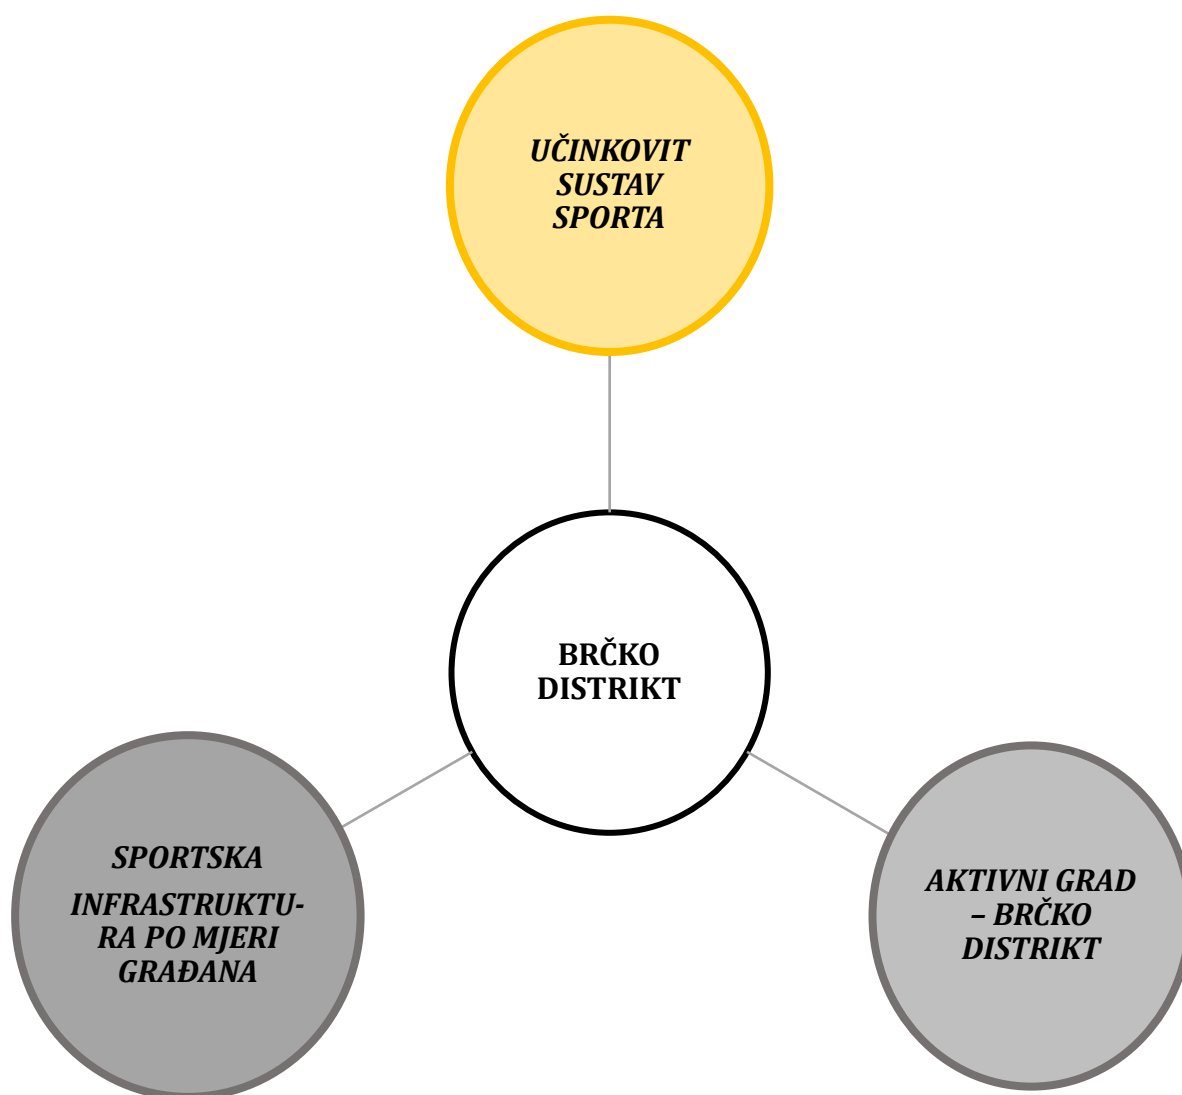 UČINKOVIT
SUSTAV
SPORTA
BRČKO
DISTRIKT
SPORTSKA
INFRASTRUKTU-
RA PO MJERI
GRAĐANA
AKTIVNI GRAD
– BRČKO
DISTRIKT